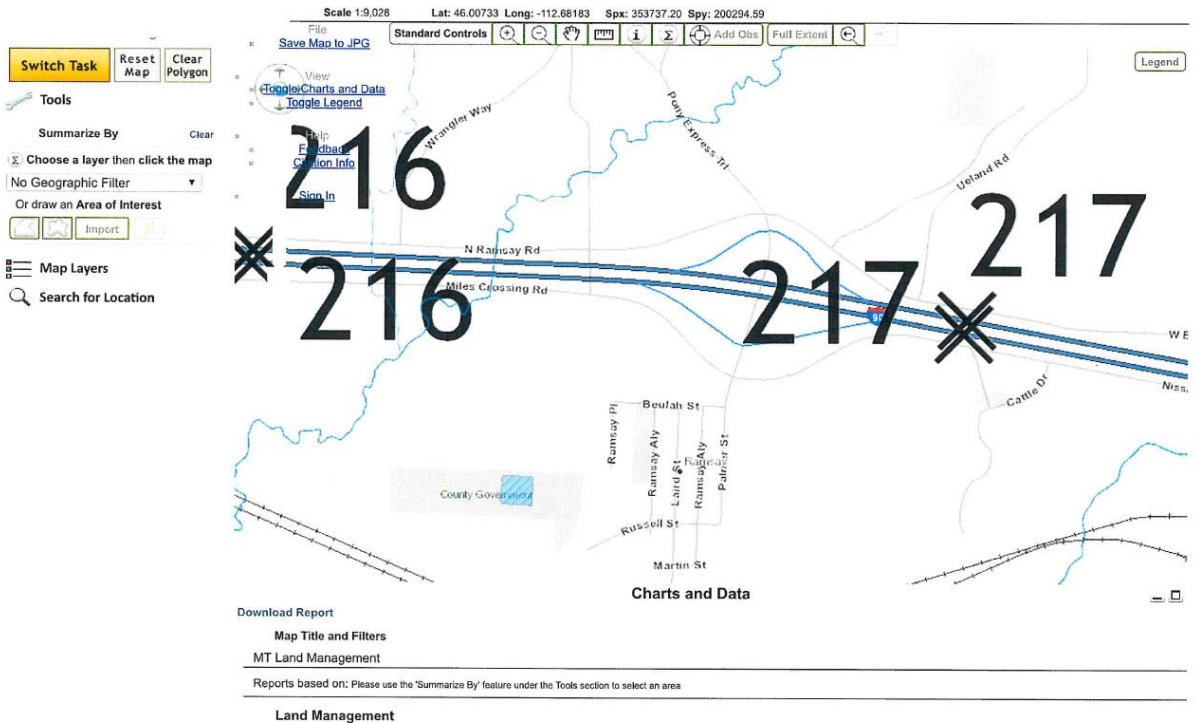 Scale 1:9,028 Lat: 46.00733 Long: -112.68183 Spx: 353737.20 Spy: 200294.59
File
Save Map to JPG
Standard Controls
i
Σ
Add Obs
Full Extent
Legend
Switch Task
Reset Map
Clear Polygon
View
Toggle Charts and Data
Toggle Legend
Tools
Help
Feedback
Citation Info
Sign In
Summarize By Clear
Σ Choose a layer then click the map
No Geographic Filter
Or draw an Area of Interest
Import
Map Layers
Search for Location
Wrangler Way
Pony Express Trl
Ueland Rd
216
217
N Ramsay Rd
216
Miles Crossing Rd
217
90
W E
Niss
Cattle Dr
Beulah St
Ramsay Pl
Ramsay Aly
Laird St
Ramsay Aly
Palmer St
Ramsay
County Government
Russell St
Martin St
Charts and Data
Download Report
Map Title and Filters
MT Land Management
Reports based on: Please use the 'Summarize By' feature under the Tools section to select an area
Land Management